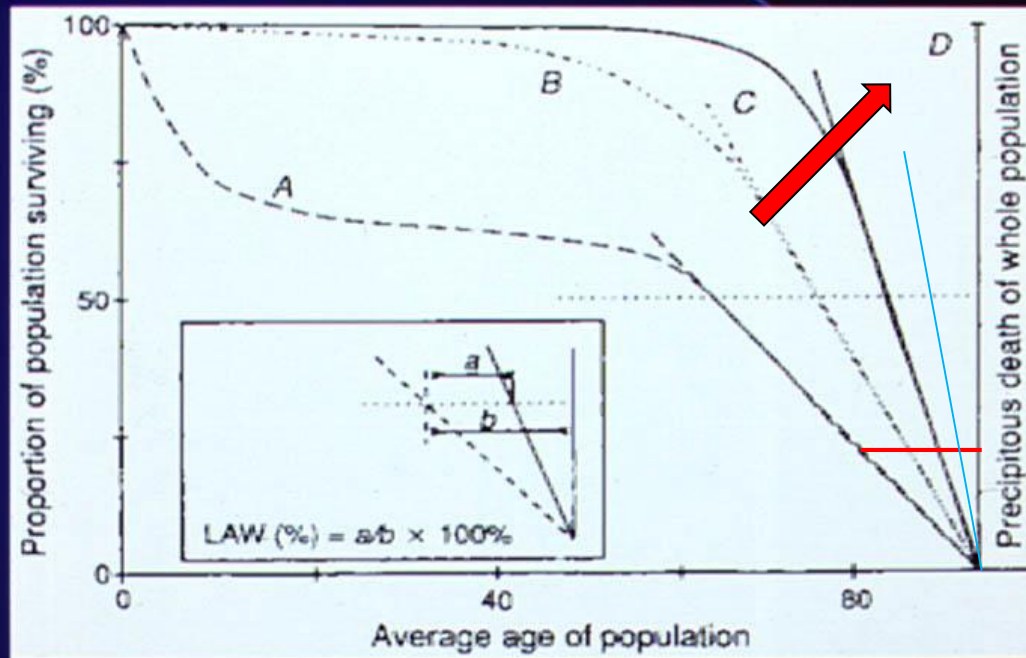 Proportion of population surviving (%)
100
50
0
A
B
C
D
a
b
LAW (%) = a/b × 100%
0
40
80
Average age of population
Precipitous death of whole population